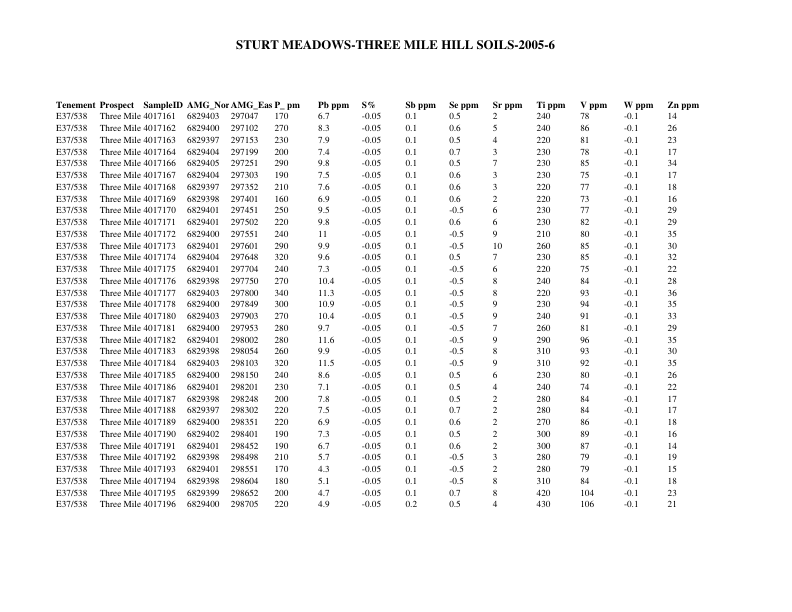 STURT MEADOWS-THREE MILE HILL SOILS-2005-6
Tenement Prospect SampleID AMG_Nor AMG_Eas P_ pm Pb ppm S% Sb ppm Se ppm Sr ppm Ti ppm V ppm W ppm Zn ppm
E37/538 Three Mile 4017161 6829403 297047 170 6.7 -0.05 0.1 0.5 2 240 78 -0.1 14
E37/538 Three Mile 4017162 6829400 297102 270 8.3 -0.05 0.1 0.6 5 240 86 -0.1 26
E37/538 Three Mile 4017163 6829397 297153 230 7.9 -0.05 0.1 0.5 4 220 81 -0.1 23
E37/538 Three Mile 4017164 6829404 297199 200 7.4 -0.05 0.1 0.7 3 230 78 -0.1 17
E37/538 Three Mile 4017166 6829405 297251 290 9.8 -0.05 0.1 0.5 7 230 85 -0.1 34
E37/538 Three Mile 4017167 6829404 297303 190 7.5 -0.05 0.1 0.6 3 230 75 -0.1 17
E37/538 Three Mile 4017168 6829397 297352 210 7.6 -0.05 0.1 0.6 3 220 77 -0.1 18
E37/538 Three Mile 4017169 6829398 297401 160 6.9 -0.05 0.1 0.6 2 220 73 -0.1 16
E37/538 Three Mile 4017170 6829401 297451 250 9.5 -0.05 0.1 -0.5 6 230 77 -0.1 29
E37/538 Three Mile 4017171 6829401 297502 220 9.8 -0.05 0.1 0.6 6 230 82 -0.1 29
E37/538 Three Mile 4017172 6829400 297551 240 11 -0.05 0.1 -0.5 9 210 80 -0.1 35
E37/538 Three Mile 4017173 6829401 297601 290 9.9 -0.05 0.1 -0.5 10 260 85 -0.1 30
E37/538 Three Mile 4017174 6829404 297648 320 9.6 -0.05 0.1 0.5 7 230 85 -0.1 32
E37/538 Three Mile 4017175 6829401 297704 240 7.3 -0.05 0.1 -0.5 6 220 75 -0.1 22
E37/538 Three Mile 4017176 6829398 297750 270 10.4 -0.05 0.1 -0.5 8 240 84 -0.1 28
E37/538 Three Mile 4017177 6829403 297800 340 11.3 -0.05 0.1 -0.5 8 220 93 -0.1 36
E37/538 Three Mile 4017178 6829400 297849 300 10.9 -0.05 0.1 -0.5 9 230 94 -0.1 35
E37/538 Three Mile 4017180 6829403 297903 270 10.4 -0.05 0.1 -0.5 9 240 91 -0.1 33
E37/538 Three Mile 4017181 6829400 297953 280 9.7 -0.05 0.1 -0.5 7 260 81 -0.1 29
E37/538 Three Mile 4017182 6829401 298002 280 11.6 -0.05 0.1 -0.5 9 290 96 -0.1 35
E37/538 Three Mile 4017183 6829398 298054 260 9.9 -0.05 0.1 -0.5 8 310 93 -0.1 30
E37/538 Three Mile 4017184 6829403 298103 320 11.5 -0.05 0.1 -0.5 9 310 92 -0.1 35
E37/538 Three Mile 4017185 6829400 298150 240 8.6 -0.05 0.1 0.5 6 230 80 -0.1 26
E37/538 Three Mile 4017186 6829401 298201 230 7.1 -0.05 0.1 0.5 4 240 74 -0.1 22
E37/538 Three Mile 4017187 6829398 298248 200 7.8 -0.05 0.1 0.5 2 280 84 -0.1 17
E37/538 Three Mile 4017188 6829397 298302 220 7.5 -0.05 0.1 0.7 2 280 84 -0.1 17
E37/538 Three Mile 4017189 6829400 298351 220 6.9 -0.05 0.1 0.6 2 270 86 -0.1 18
E37/538 Three Mile 4017190 6829402 298401 190 7.3 -0.05 0.1 0.5 2 300 89 -0.1 16
E37/538 Three Mile 4017191 6829401 298452 190 6.7 -0.05 0.1 0.6 2 300 87 -0.1 14
E37/538 Three Mile 4017192 6829398 298498 210 5.7 -0.05 0.1 -0.5 3 280 79 -0.1 19
E37/538 Three Mile 4017193 6829401 298551 170 4.3 -0.05 0.1 -0.5 2 280 79 -0.1 15
E37/538 Three Mile 4017194 6829398 298604 180 5.1 -0.05 0.1 -0.5 8 310 84 -0.1 18
E37/538 Three Mile 4017195 6829399 298652 200 4.7 -0.05 0.1 0.7 8 420 104 -0.1 23
E37/538 Three Mile 4017196 6829400 298705 220 4.9 -0.05 0.2 0.5 4 430 106 -0.1 21